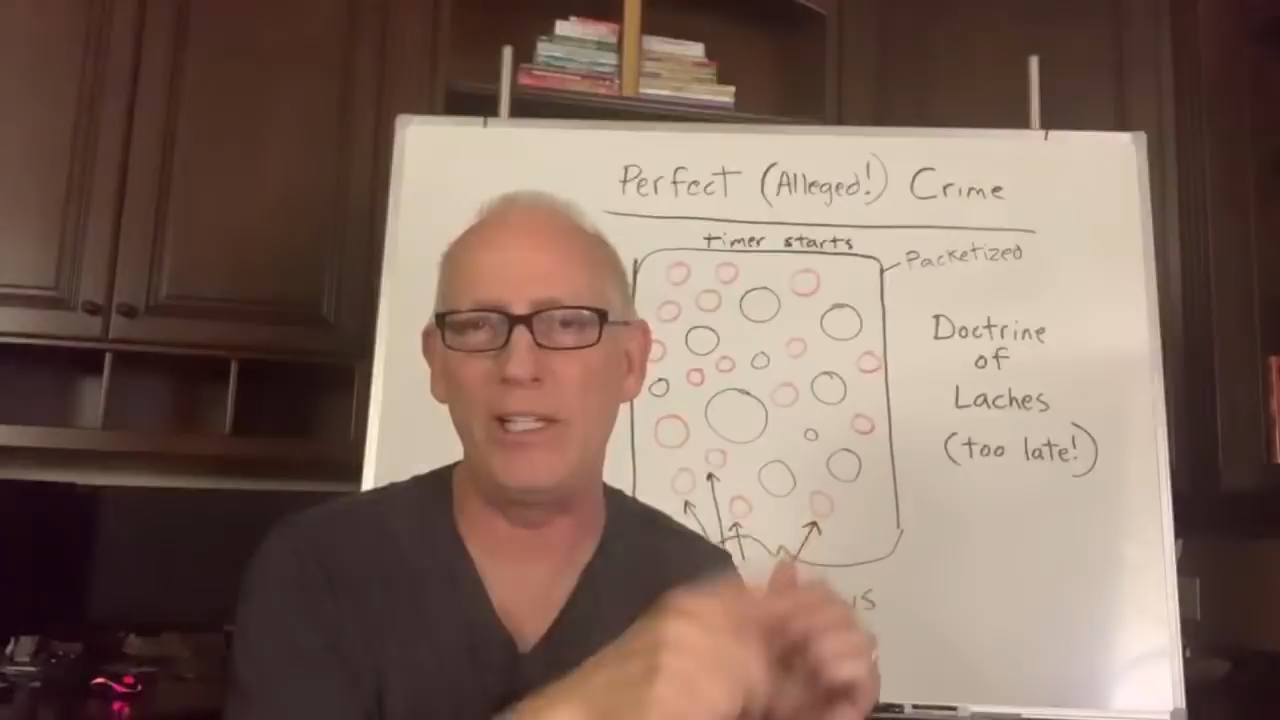 Perfect (Alleged!) Crime
timer starts
Packetized
Doctrine
of
Laches
(too late!)